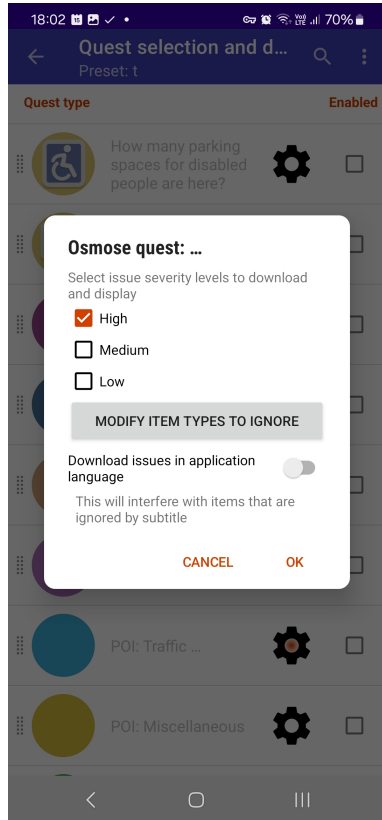 18:02
70%
Quest selection and d...
Preset: t
Quest type
Enabled
How many parking
spaces for disabled
people are here?
Osmose quest: ...
Select issue severity levels to download
and display
High
Medium
Low
MODIFY ITEM TYPES TO IGNORE
Download issues in application
language
This will interfere with items that are
ignored by subtitle
CANCEL
OK
POI: Traffic ...
POI: Miscellaneous